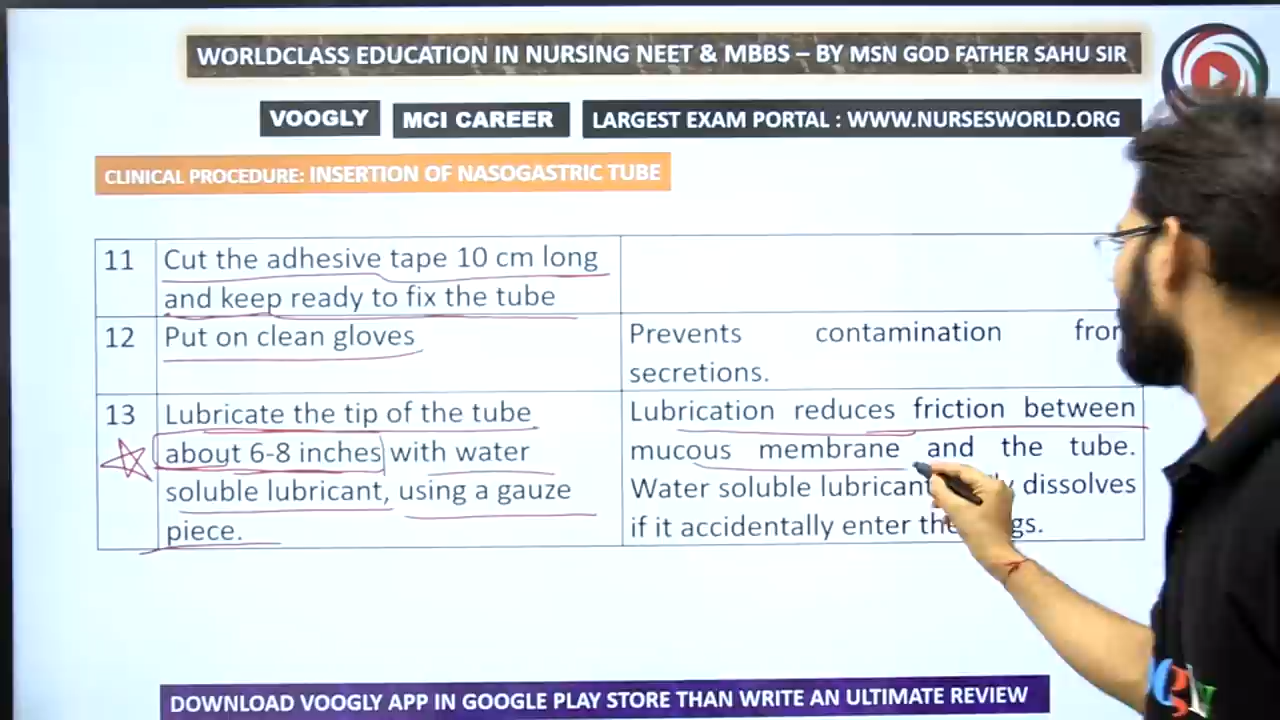 WORLDCLASS EDUCATION IN NURSING NEET & MBBS – BY MSN GOD FATHER SAHU SIR
VOOGLY
MCI CAREER
LARGEST EXAM PORTAL : WWW.NURSESWORLD.ORG
CLINICAL PROCEDURE: INSERTION OF NASOGASTRIC TUBE
11
Cut the adhesive tape 10 cm long
and keep ready to fix the tube
12
Put on clean gloves
Prevents contamination
secretions.
13
Lubricate the tip of the tube
about 6-8 inches with water
soluble lubricant, using a gauze
piece.
Lubrication reduces friction between
mucous membrane and the tube.
Water soluble lubricant dissolves
if it accidentally enter
DOWNLOAD VOOGLY APP IN GOOGLE PLAY STORE THAN WRITE AN ULTIMATE REVIEW